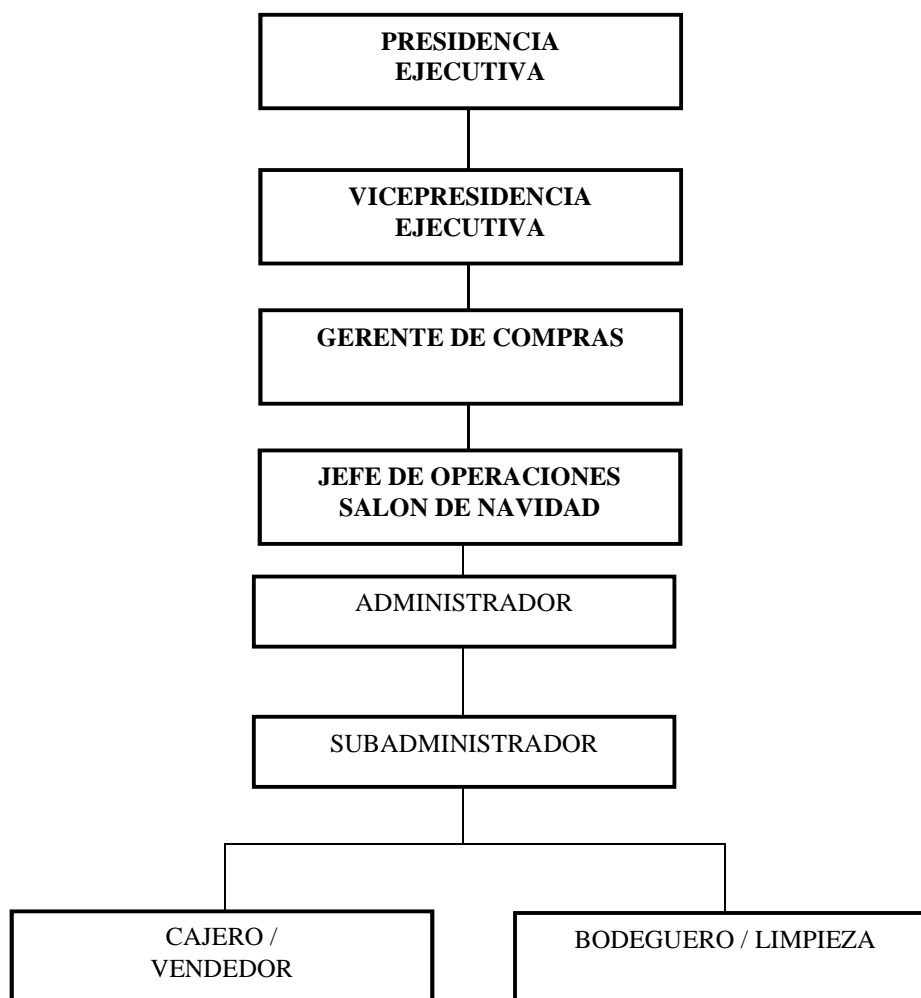 PRESIDENCIA
EJECUTIVA
VICEPRESIDENCIA
EJECUTIVA
GERENTE DE COMPRAS
JEFE DE OPERACIONES
SALON DE NAVIDAD
ADMINISTRADOR
SUBADMINISTRADOR
CAJERO /
VENDEDOR
BODEGUERO / LIMPIEZA